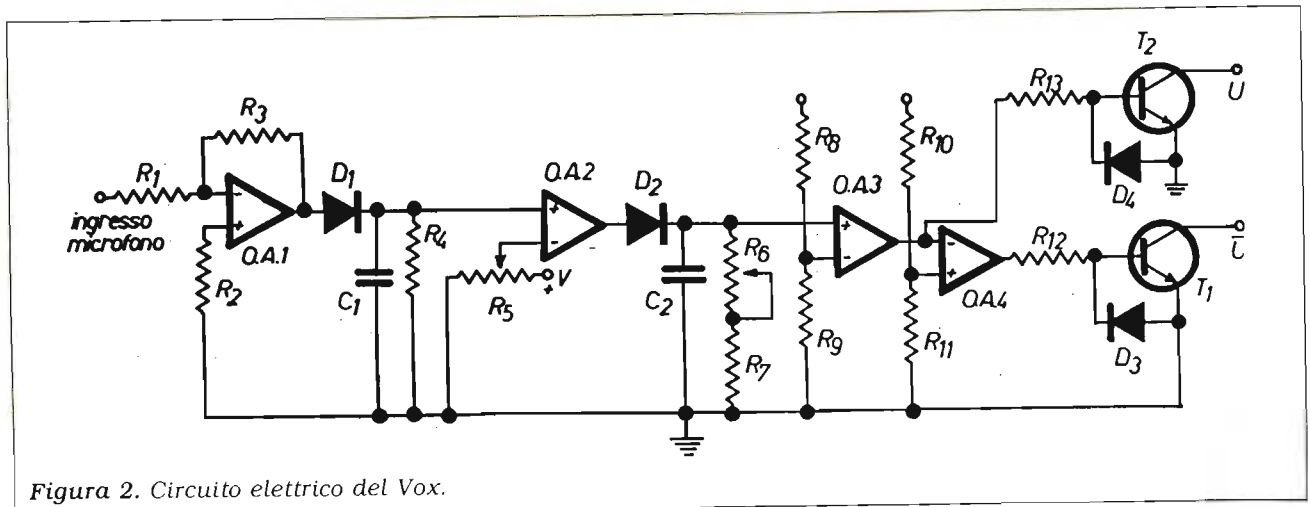 T2
R13
U
D4
R3
R1
ingresso
microfono
O.A.1
D1
R2
C1
R4
O.A.2
R5
V
+
D2
C2
R6
R7
R8
R9
O.A.3
R10
R11
O.A.4
R12
U̅
T1
D3
Figura 2. Circuito elettrico del Vox.